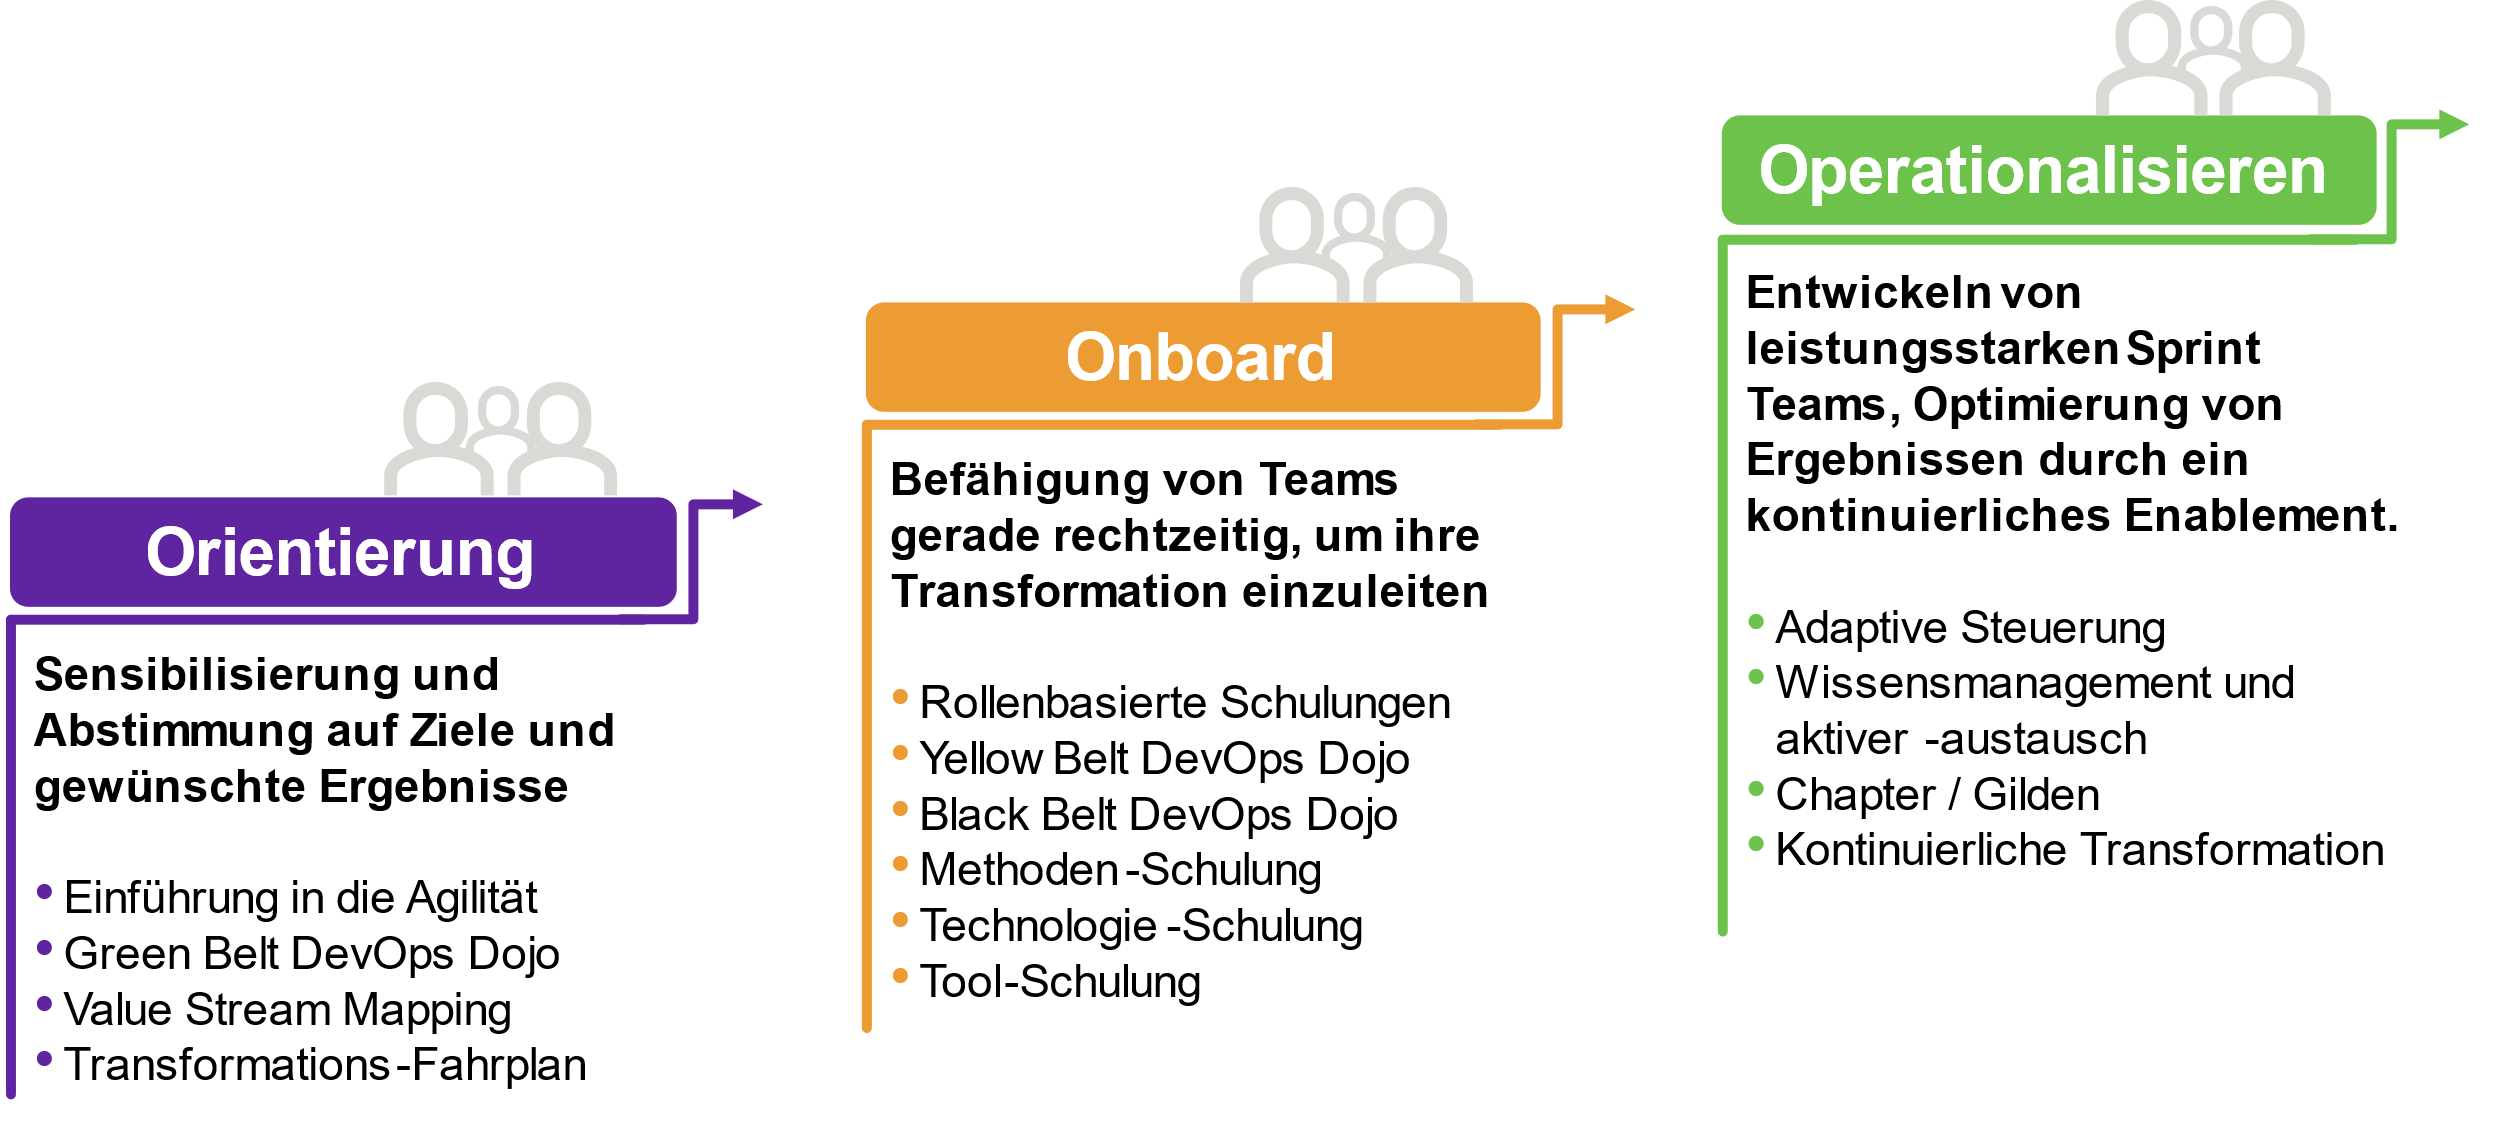 Orientierung
Sensibilisierung und
Abstimmung auf Ziele und
gewünschte Ergebnisse
• Einführung in die Agilität
• Green Belt DevOps Dojo
• Value Stream Mapping
• Transformations-Fahrplan
Onboard
Befähigung von Teams
gerade rechtzeitig, um ihre
Transformation einzuleiten
• Rollenbasierte Schulungen
• Yellow Belt DevOps Dojo
• Black Belt DevOps Dojo
• Methoden-Schulung
• Technologie-Schulung
• Tool-Schulung
Operationalisieren
Entwickeln von
leistungsstarken Sprint
Teams, Optimierung von
Ergebnissen durch ein
kontinuierliches Enablement.
• Adaptive Steuerung
• Wissensmanagement und
aktiver -austausch
• Chapter / Gilden
• Kontinuierliche Transformation